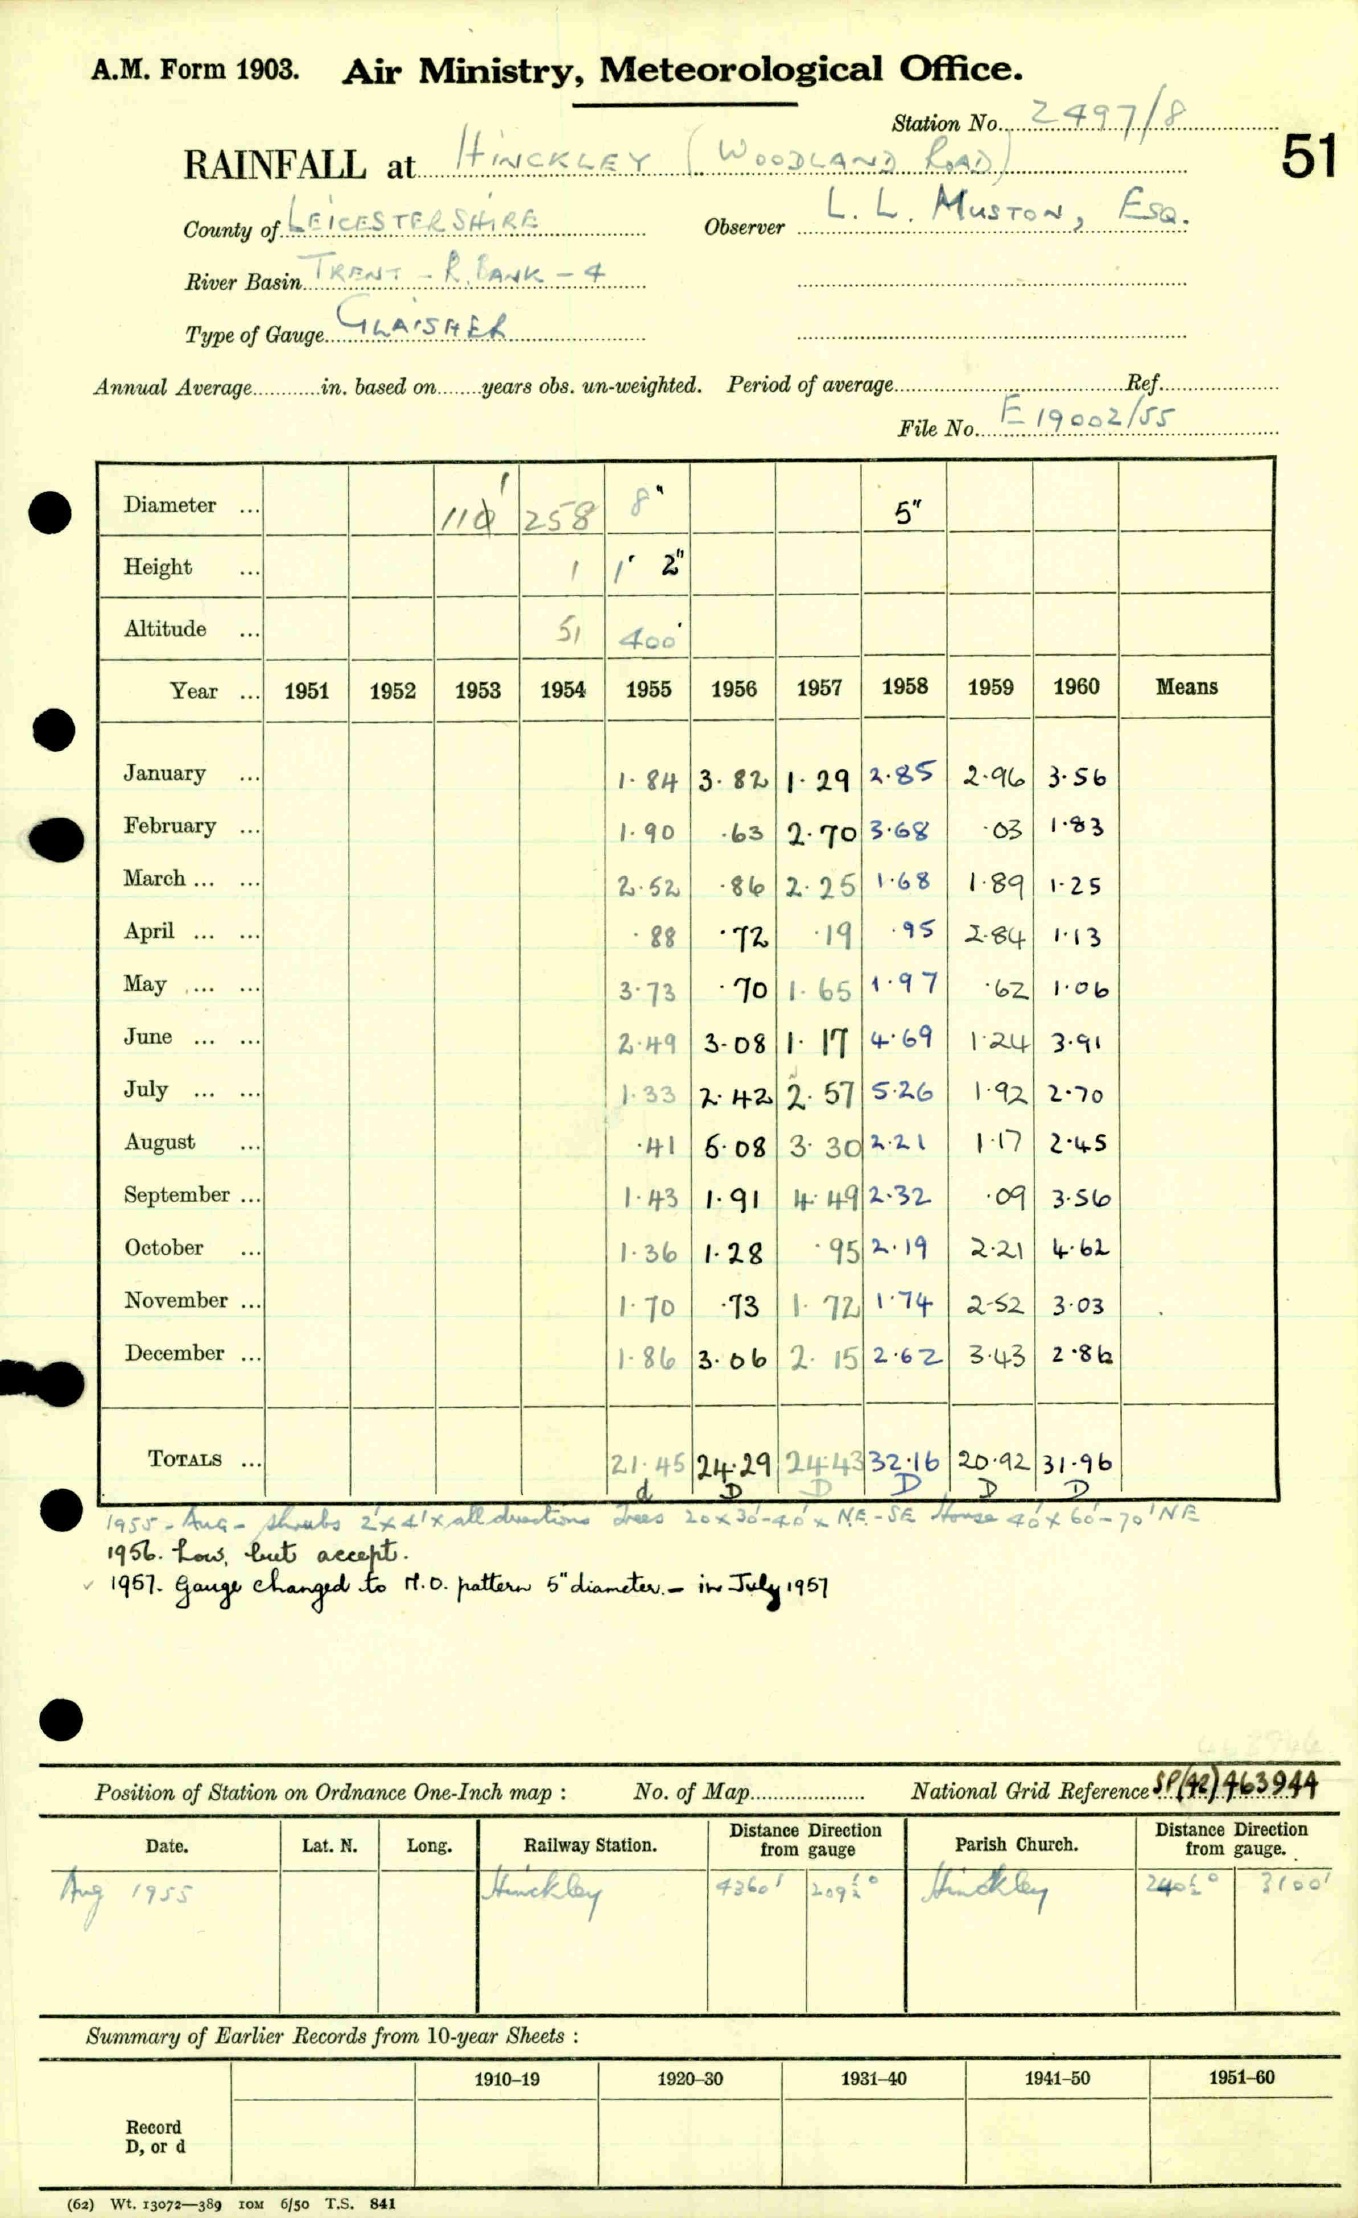 A.M. Form 1903. Air Ministry, Meteorological Office.
Station No. 2497/8
51
RAINFALL at HINCKLEY (WOODLAND ROAD)
County of LEICESTERSHIRE Observer L. L. MUSTON, ESQ.
River Basin TRENT - R. BANK - 4
Type of Gauge GLAISHER
Annual Average in. based on years obs. un-weighted. Period of average Ref.
File No. E 19002/55
Diameter ... 258 8" 5"
Height ... 1 1' 2"
Altitude ... 51 400'
Year ... 1951 1952 1953 1954 1955 1956 1957 1958 1959 1960 Means
January ... 1.84 3.82 1.29 2.85 2.96 3.56
February ... 1.90 .63 2.70 3.68 .03 1.83
March ... ... 2.52 .86 2.25 1.68 1.89 1.25
April ... ... .88 .72 .19 .95 2.84 1.13
May ... ... 3.73 .70 1.65 1.97 .62 1.06
June ... ... 2.49 3.08 1.17 4.69 1.24 3.91
July ... ... 1.33 2.42 2.57 5.26 1.92 2.70
August ... .41 5.08 3.30 2.21 1.17 2.45
September ... 1.43 1.91 4.49 2.32 .09 3.56
October ... 1.36 1.28 .95 2.19 2.21 4.62
November ... 1.70 .73 1.72 1.74 2.52 3.03
December ... 1.86 3.06 2.15 2.62 3.43 2.86
TOTALS ... 21.45 24.29 24.43 32.16 20.92 31.96
d D D D D D
1955 - Aug - shrubs 2' x 4' x all directions Trees 20 x 30'-40' x NE-SE House 40' x 60'-70' NE
1956. Low, but accept.
1957. Gauge changed to M.O. pattern 5" diameter. - in July 1957
Position of Station on Ordnance One-Inch map : No. of Map National Grid Reference SP(42)463944
Date. Lat. N. Long. Railway Station. Distance Direction from gauge Parish Church. Distance Direction from gauge.
Aug 1955 Hinckley 4360' 209½° Hinckley 240½° 3100'
Summary of Earlier Records from 10-year Sheets :
1910–19 1920–30 1931–40 1941–50 1951–60
Record
D, or d
(62) Wt. 13072—389 10M 6/50 T.S. 841